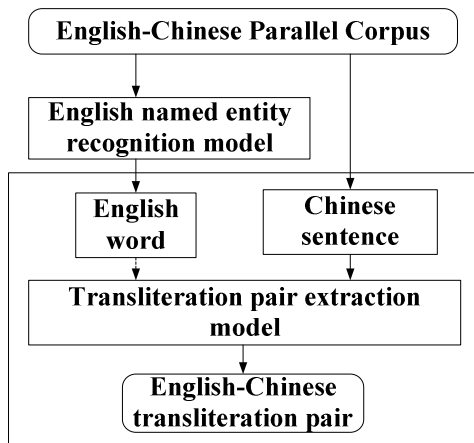 English-Chinese Parallel Corpus
English named entity
recognition model
English
word
Chinese
sentence
Transliteration pair extraction
model
English-Chinese
transliteration pair